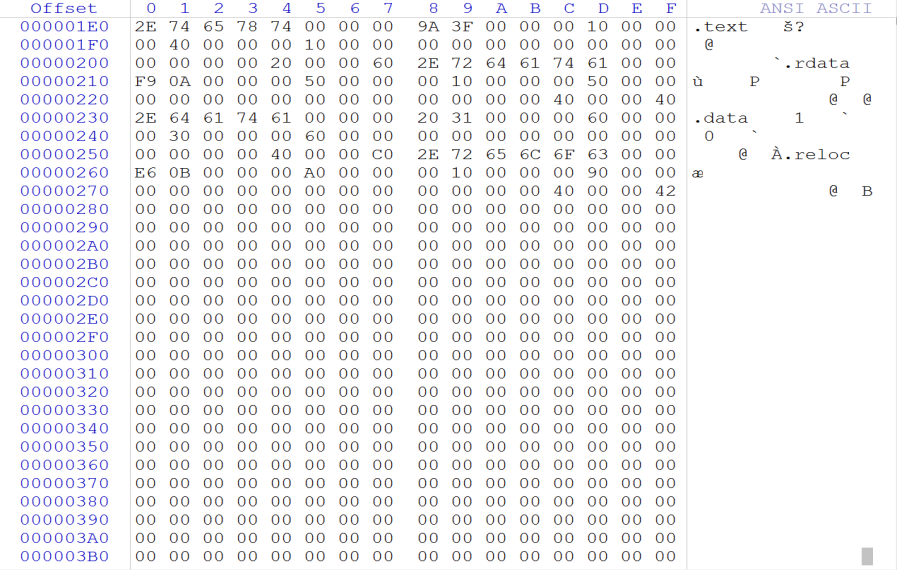 Offset 0 1 2 3 4 5 6 7 8 9 A B C D E F ANSI ASCII
000001E0 2E 74 65 78 74 00 00 00 9A 3F 00 00 00 10 00 00 .text š?
000001F0 00 40 00 00 00 10 00 00 00 00 00 00 00 00 00 00 @
00000200 00 00 00 00 20 00 00 60 2E 72 64 61 74 61 00 00 `.rdata
00000210 F9 0A 00 00 00 50 00 00 00 10 00 00 00 50 00 00 ù P P
00000220 00 00 00 00 00 00 00 00 00 00 00 00 40 00 00 40 @ @
00000230 2E 64 61 74 61 00 00 00 20 31 00 00 00 60 00 00 .data 1 `
00000240 00 30 00 00 00 60 00 00 00 00 00 00 00 00 00 00 0 `
00000250 00 00 00 00 40 00 00 C0 2E 72 65 6C 6F 63 00 00 @ À.reloc
00000260 E6 0B 00 00 00 A0 00 00 00 10 00 00 00 90 00 00 æ
00000270 00 00 00 00 00 00 00 00 00 00 00 00 40 00 00 42 @ B
00000280 00 00 00 00 00 00 00 00 00 00 00 00 00 00 00 00
00000290 00 00 00 00 00 00 00 00 00 00 00 00 00 00 00 00
000002A0 00 00 00 00 00 00 00 00 00 00 00 00 00 00 00 00
000002B0 00 00 00 00 00 00 00 00 00 00 00 00 00 00 00 00
000002C0 00 00 00 00 00 00 00 00 00 00 00 00 00 00 00 00
000002D0 00 00 00 00 00 00 00 00 00 00 00 00 00 00 00 00
000002E0 00 00 00 00 00 00 00 00 00 00 00 00 00 00 00 00
000002F0 00 00 00 00 00 00 00 00 00 00 00 00 00 00 00 00
00000300 00 00 00 00 00 00 00 00 00 00 00 00 00 00 00 00
00000310 00 00 00 00 00 00 00 00 00 00 00 00 00 00 00 00
00000320 00 00 00 00 00 00 00 00 00 00 00 00 00 00 00 00
00000330 00 00 00 00 00 00 00 00 00 00 00 00 00 00 00 00
00000340 00 00 00 00 00 00 00 00 00 00 00 00 00 00 00 00
00000350 00 00 00 00 00 00 00 00 00 00 00 00 00 00 00 00
00000360 00 00 00 00 00 00 00 00 00 00 00 00 00 00 00 00
00000370 00 00 00 00 00 00 00 00 00 00 00 00 00 00 00 00
00000380 00 00 00 00 00 00 00 00 00 00 00 00 00 00 00 00
00000390 00 00 00 00 00 00 00 00 00 00 00 00 00 00 00 00
000003A0 00 00 00 00 00 00 00 00 00 00 00 00 00 00 00 00
000003B0 00 00 00 00 00 00 00 00 00 00 00 00 00 00 00 00